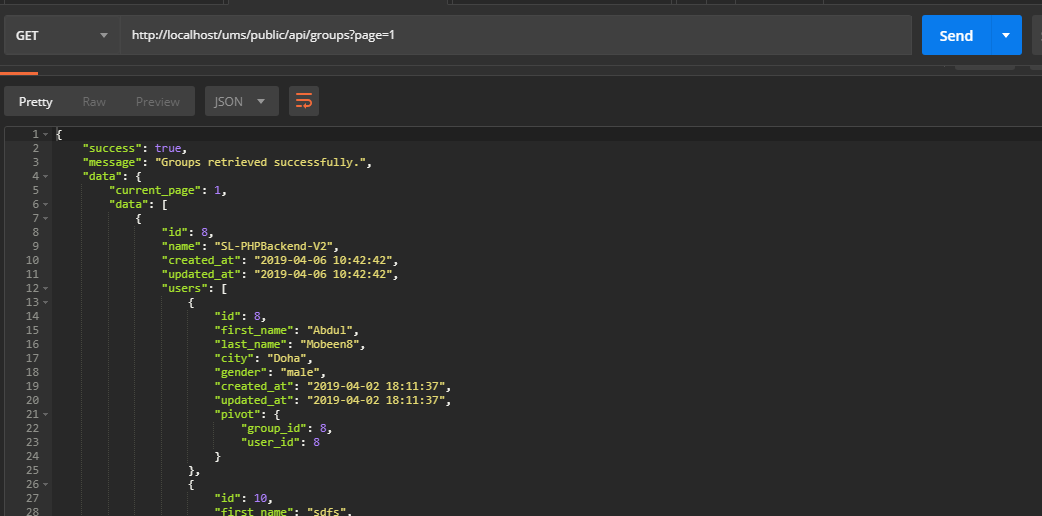 GET http://localhost/ums/public/api/groups?page=1 Send
Pretty Raw Preview JSON
1 {
2 "success": true,
3 "message": "Groups retrieved successfully.",
4 "data": {
5 "current_page": 1,
6 "data": [
7 {
8 "id": 8,
9 "name": "SL-PHPBackend-V2",
10 "created_at": "2019-04-06 10:42:42",
11 "updated_at": "2019-04-06 10:42:42",
12 "users": [
13 {
14 "id": 8,
15 "first_name": "Abdul",
16 "last_name": "Mobeen8",
17 "city": "Doha",
18 "gender": "male",
19 "created_at": "2019-04-02 18:11:37",
20 "updated_at": "2019-04-02 18:11:37",
21 "pivot": {
22 "group_id": 8,
23 "user_id": 8
24 }
25 },
26 {
27 "id": 10,
28 "first_name": "sdfs",